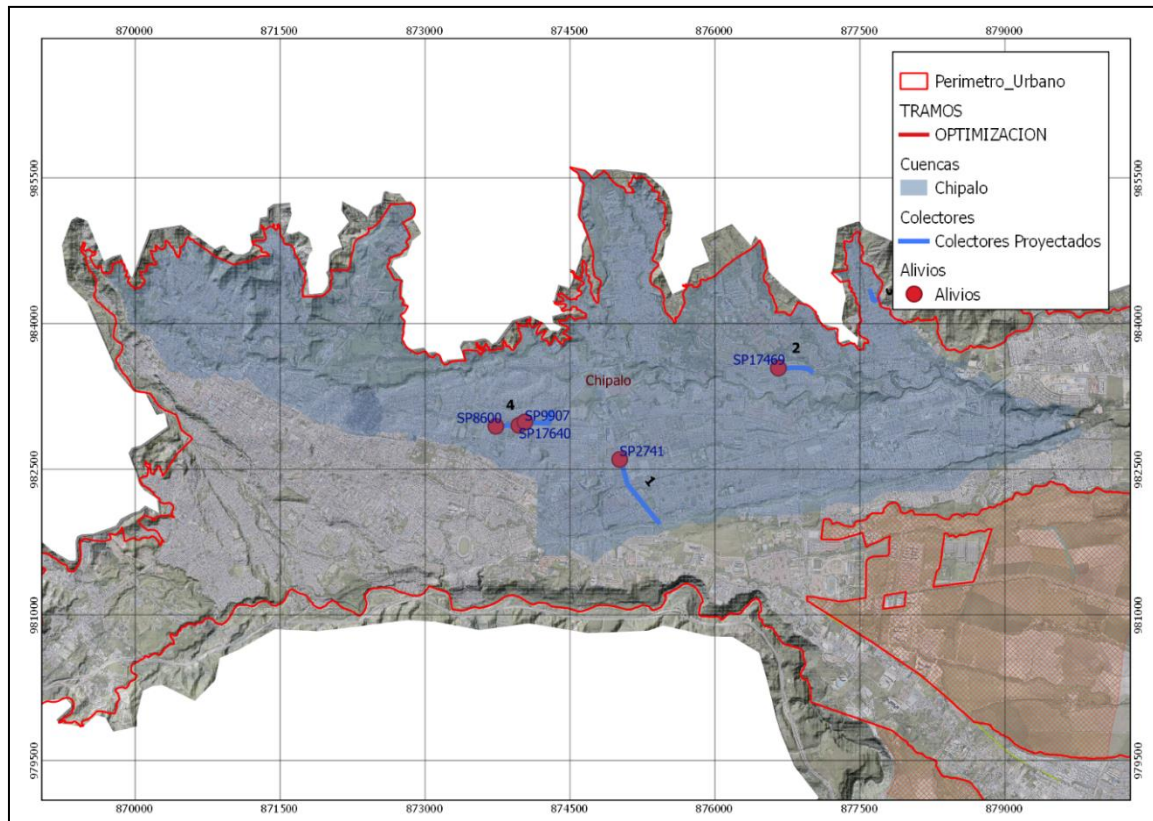 870000 871500 873000 874500 876000 877500 879000
Perimetro_Urbano
TRAMOS
OPTIMIZACION
Cuencas
Chipalo
Colectores
Colectores Proyectados
Alivios
Alivios
985500 985500
984000 984000
2
SP17469
Chipalo
4
SP8600 SP9907
SP17640
982500 982500
SP2741
1
981000 981000
979500 979500
870000 871500 873000 874500 876000 877500 879000